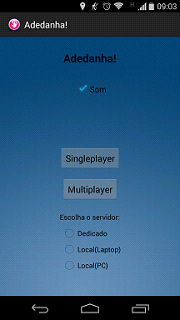 09:03
Adedanha!
Adedanha!
Som
Singleplayer
Multiplayer
Escolha o servidor:
Dedicado
Local(Laptop)
Local(PC)